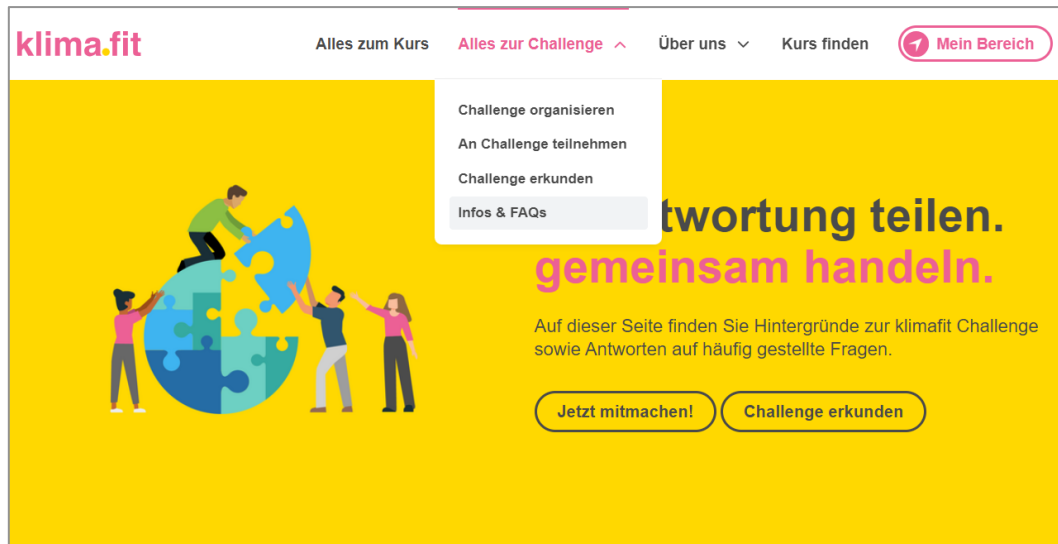 klima.fit
Alles zum Kurs
Alles zur Challenge
Über uns
Kurs finden
Mein Bereich
Challenge organisieren
An Challenge teilnehmen
Challenge erkunden
Infos & FAQs
twortung teilen.
gemeinsam handeln.
Auf dieser Seite finden Sie Hintergründe zur klimafit Challenge
sowie Antworten auf häufig gestellte Fragen.
Jetzt mitmachen!
Challenge erkunden